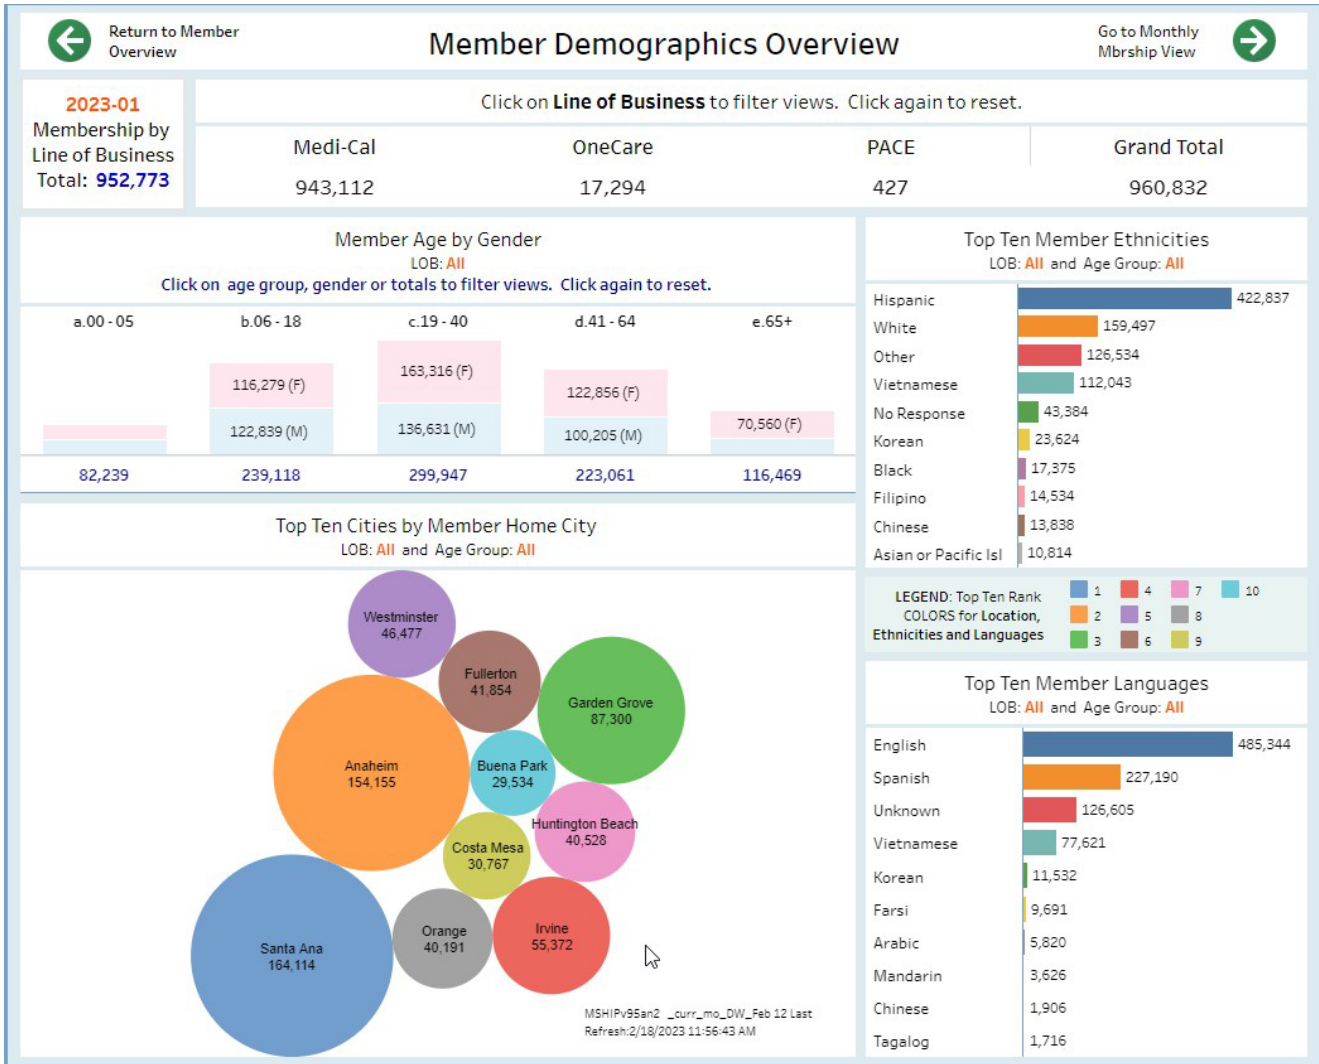 Return to Member
Overview
Member Demographics Overview
Go to Monthly
Mbrship View
2023-01
Membership by
Line of Business
Total: 952,773
Click on Line of Business to filter views. Click again to reset.
Medi-Cal OneCare PACE Grand Total
943,112 17,294 427 960,832
Member Age by Gender
LOB: All
Click on age group, gender or totals to filter views. Click again to reset.
a.00 - 05 b.06 - 18 c.19 - 40 d.41 - 64 e.65+
116,279 (F) 163,316 (F) 122,856 (F) 70,560 (F)
122,839 (M) 136,631 (M) 100,205 (M)
82,239 239,118 299,947 223,061 116,469
Top Ten Cities by Member Home City
LOB: All and Age Group: All
Westminster
46,477
Fullerton
41,854
Garden Grove
87,300
Anaheim
154,155
Buena Park
29,534
Huntington Beach
40,528
Costa Mesa
30,767
Orange
40,191
Irvine
55,372
Santa Ana
164,114
MSHIPv95an2 _curr_mo_DW_Feb 12 Last
Refresh:2/18/2023 11:56:43 AM
Top Ten Member Ethnicities
LOB: All and Age Group: All
Hispanic 422,837
White 159,497
Other 126,534
Vietnamese 112,043
No Response 43,384
Korean 23,624
Black 17,375
Filipino 14,534
Chinese 13,838
Asian or Pacific Isl 10,814
LEGEND: Top Ten Rank
COLORS for Location,
Ethnicities and Languages
1 4 7 10
2 5 8
3 6 9
Top Ten Member Languages
LOB: All and Age Group: All
English 485,344
Spanish 227,190
Unknown 126,605
Vietnamese 77,621
Korean 11,532
Farsi 9,691
Arabic 5,820
Mandarin 3,626
Chinese 1,906
Tagalog 1,716